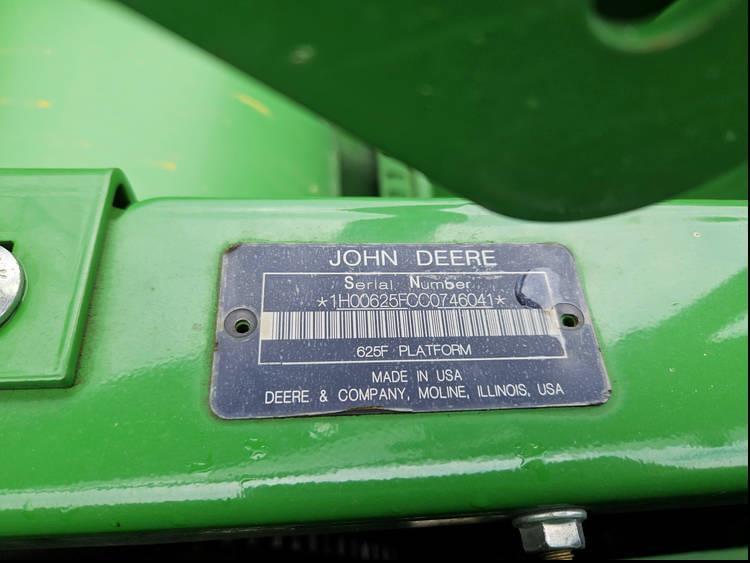 JOHN DEERE
Serial Number
*1H00625FCC0746041*
625F PLATFORM
MADE IN USA
DEERE & COMPANY, MOLINE, ILLINOIS, USA